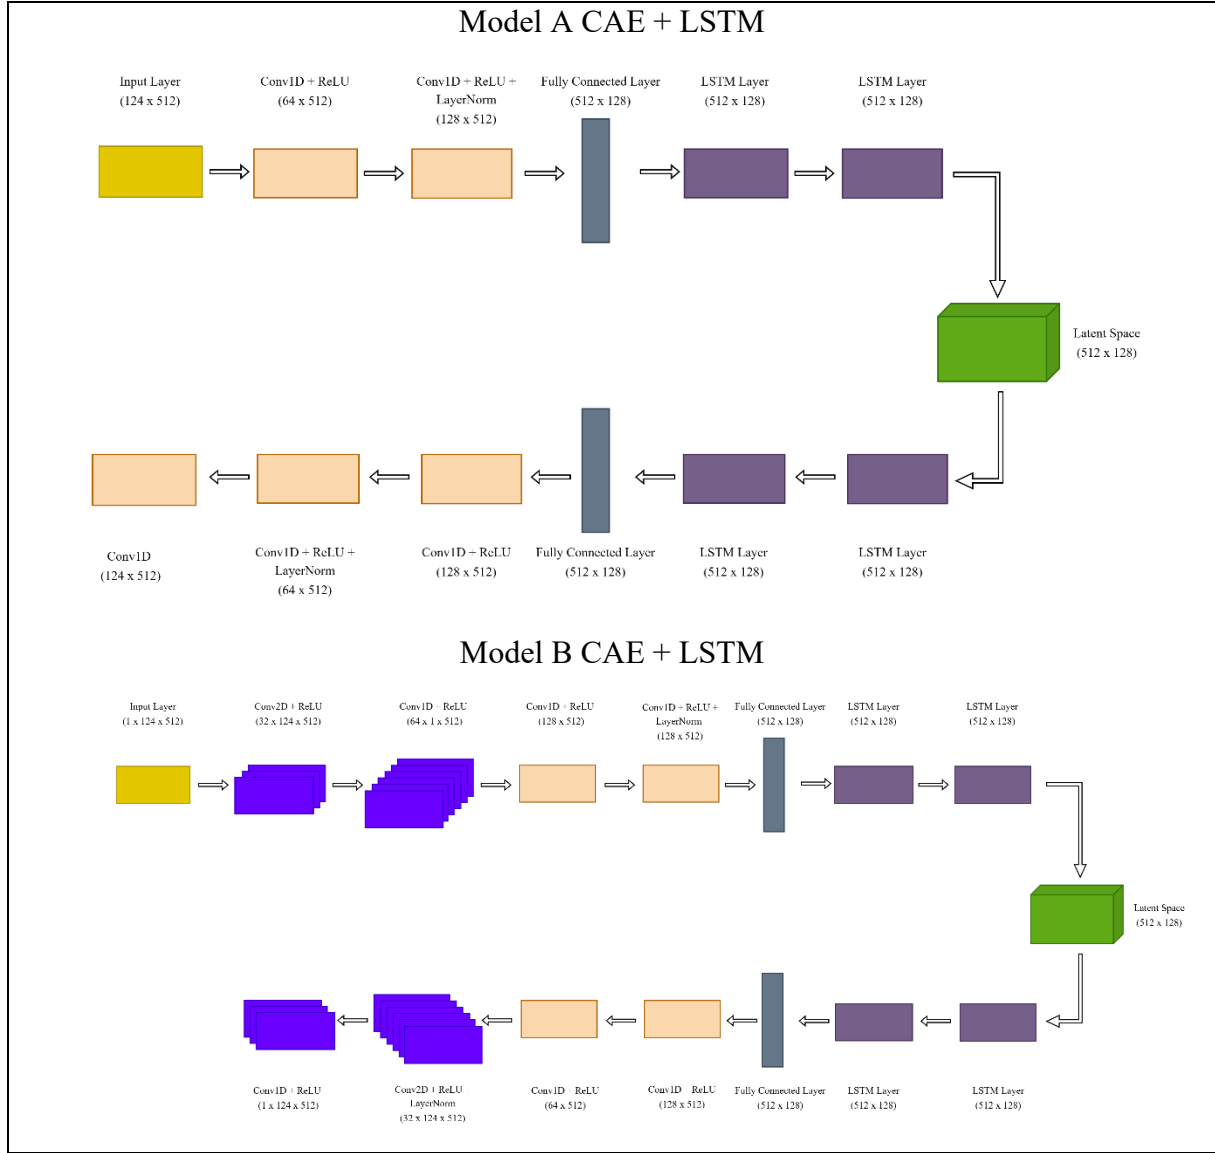 Model A CAE + LSTM
Input Layer
(124 x 512)
Conv1D + ReLU
(64 x 512)
Conv1D + ReLU +
LayerNorm
(128 x 512)
Fully Connected Layer
(512 x 128)
LSTM Layer
(512 x 128)
LSTM Layer
(512 x 128)
Latent Space
(512 x 128)
Conv1D
(124 x 512)
Conv1D + ReLU +
LayerNorm
(64 x 512)
Conv1D + ReLU
(128 x 512)
Fully Connected Layer
(512 x 128)
LSTM Layer
(512 x 128)
LSTM Layer
(512 x 128)
Model B CAE + LSTM
Input Layer
(1 x 124 x 512)
Conv2D + ReLU
(32 x 124 x 512)
Conv1D + ReLU
(64 x 1 x 512)
Conv1D + ReLU
(128 x 512)
Conv1D + ReLU +
LayerNorm
(128 x 512)
Fully Connected Layer
(512 x 128)
LSTM Layer
(512 x 128)
LSTM Layer
(512 x 128)
Latent Space
(512 x 128)
Conv1D + ReLU
(1 x 124 x 512)
Conv2D + ReLU
LayerNorm
(32 x 124 x 512)
Conv1D + ReLU
(64 x 512)
Conv1D + ReLU
(128 x 512)
Fully Connected Layer
(512 x 128)
LSTM Layer
(512 x 128)
LSTM Layer
(512 x 128)